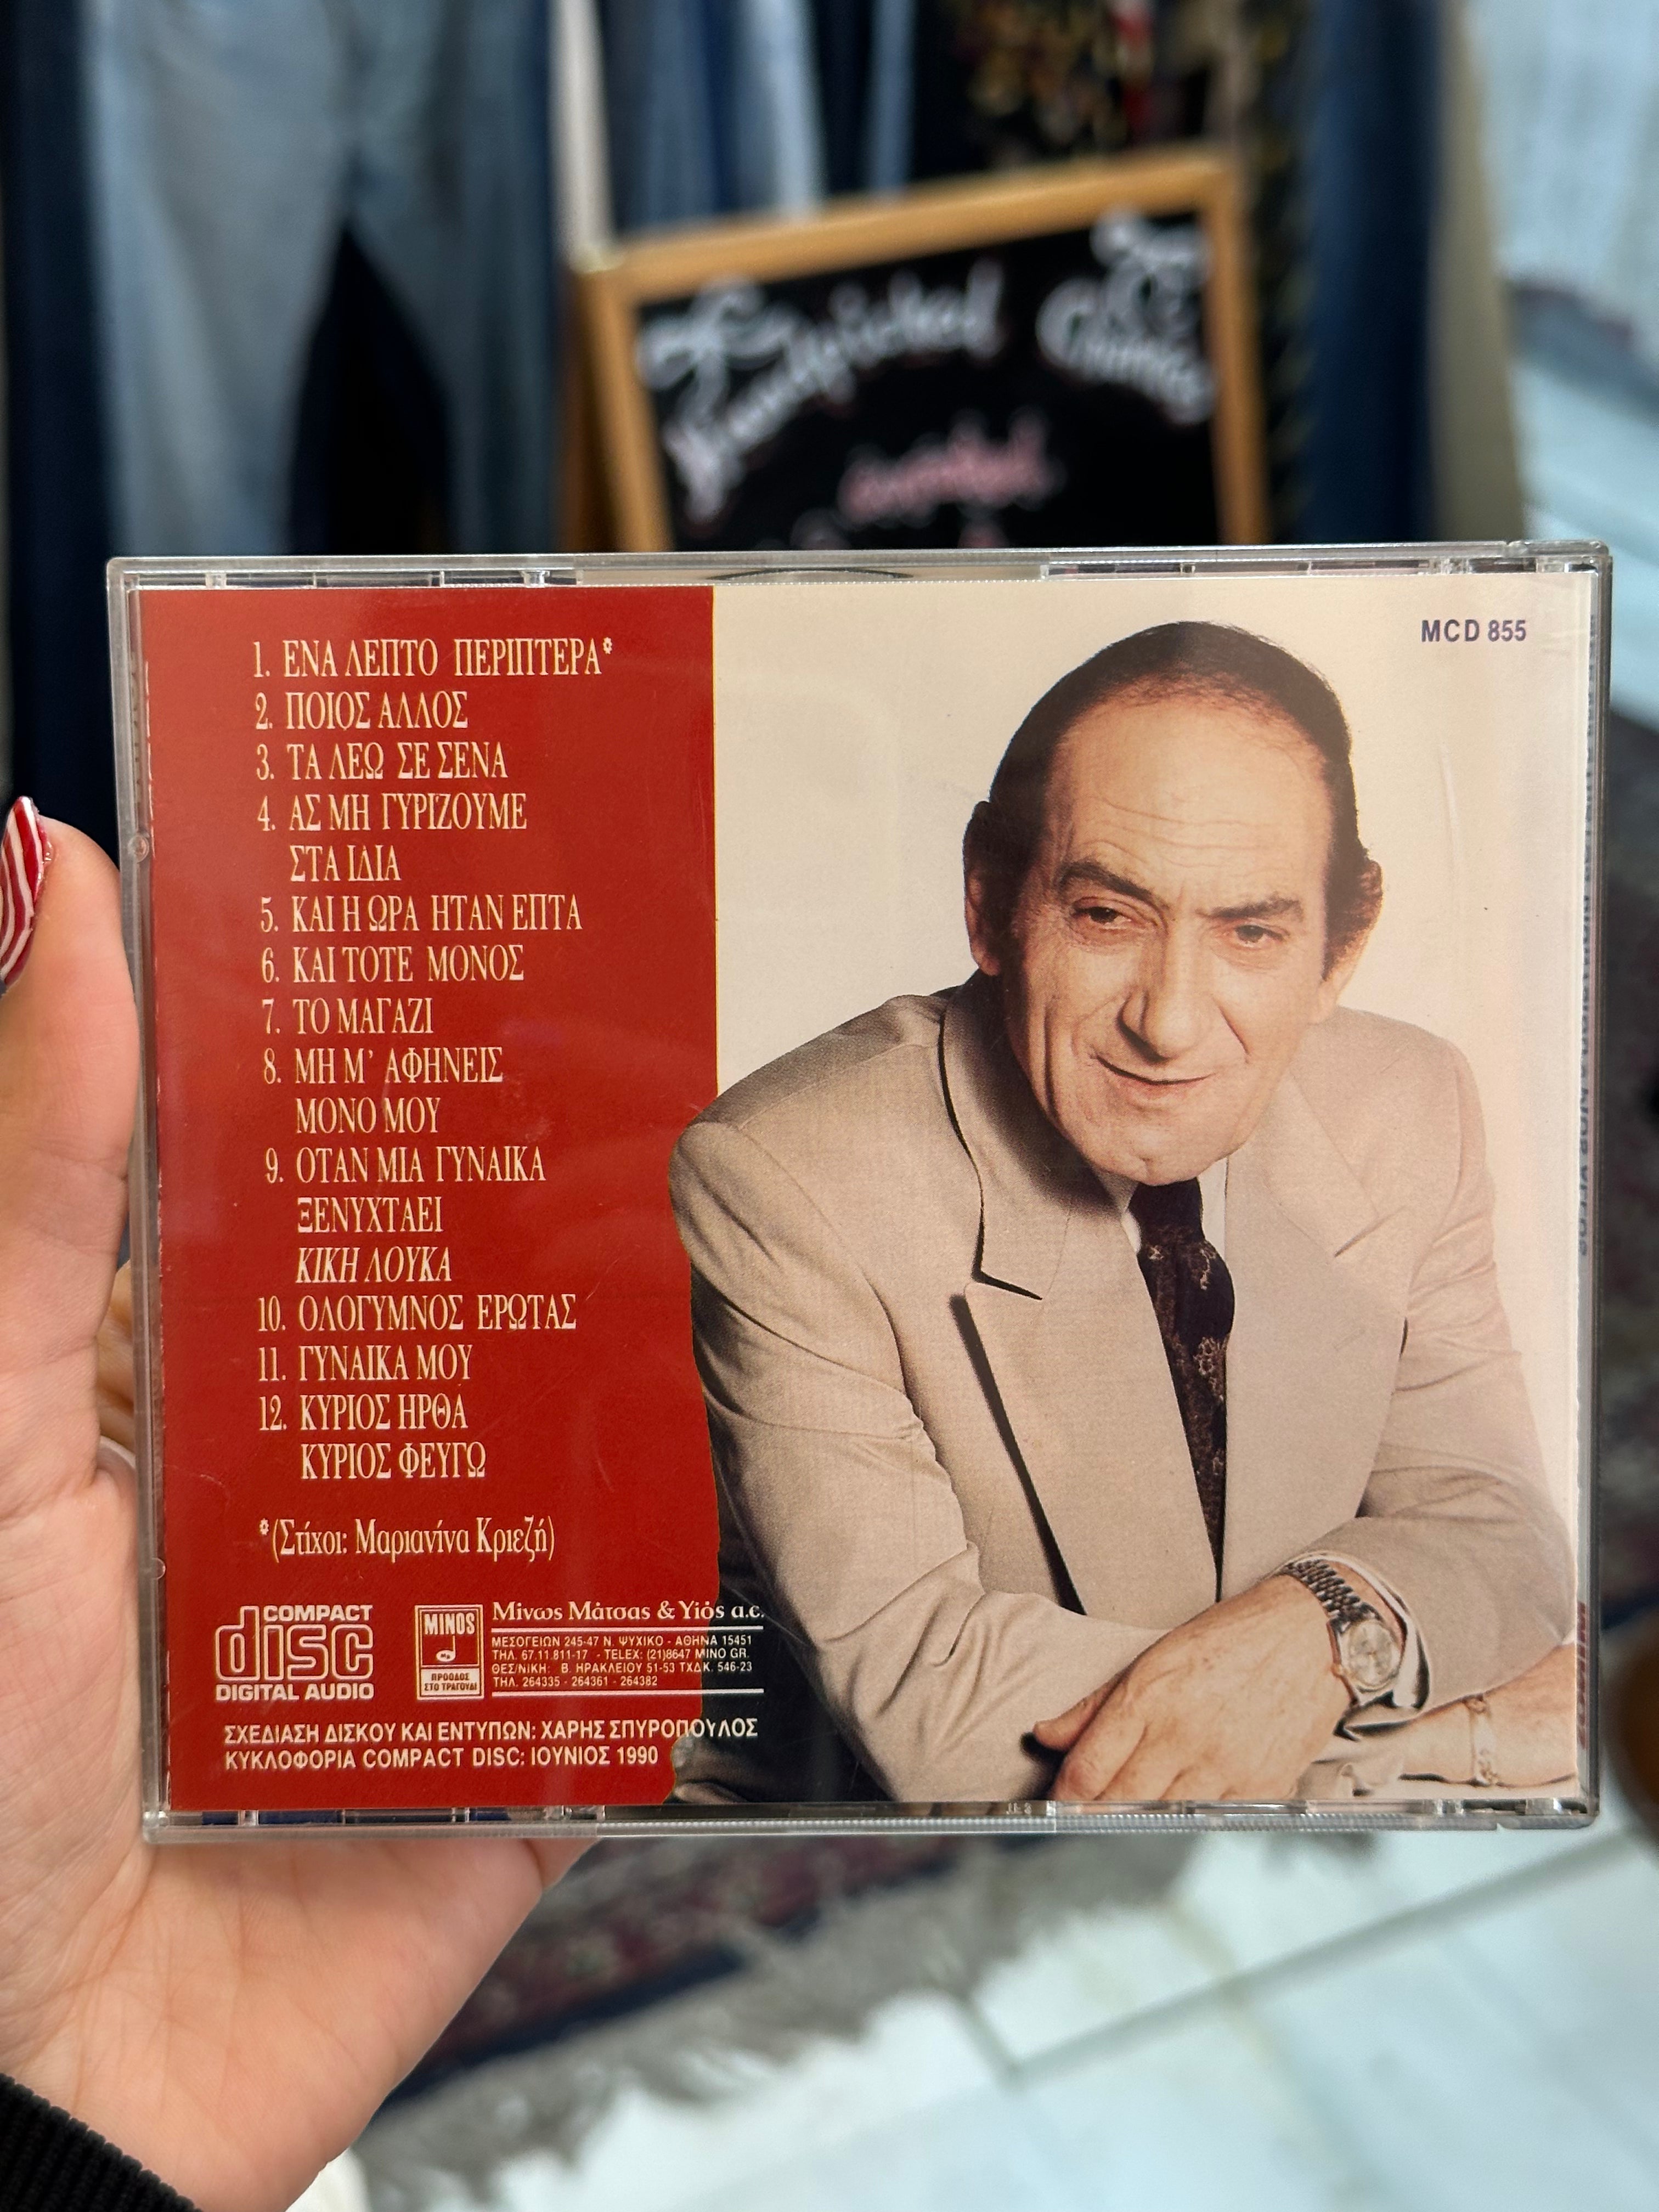 Handpicked
MCD 855
1. ΕΝΑ ΛΕΠΤΟ ΠΕΡΙΠΤΕΡΑ*
2. ΠΟΙΟΣ ΑΛΛΟΣ
3. ΤΑ ΛΕΩ ΣΕ ΣΕΝΑ
4. ΑΣ ΜΗ ΓΥΡΙΖΟΥΜΕ
ΣΤΑ ΙΔΙΑ
5. ΚΑΙ Η ΩΡΑ ΗΤΑΝ ΕΠΤΑ
6. ΚΑΙ ΤΟΤΕ ΜΟΝΟΣ
7. ΤΟ ΜΑΓΑΖΙ
8. ΜΗ Μ' ΑΦΗΝΕΙΣ
ΜΟΝΟ ΜΟΥ
9. ΟΤΑΝ ΜΙΑ ΓΥΝΑΙΚΑ
ΞΕΝΥΧΤΑΕΙ
ΚΙΚΗ ΛΟΥΚΑ
10. ΟΛΟΓΥΜΝΟΣ ΕΡΩΤΑΣ
11. ΓΥΝΑΙΚΑ ΜΟΥ
12. ΚΥΡΙΟΣ ΗΡΘΑ
ΚΥΡΙΟΣ ΦΕΥΓΩ
*(Στίχοι: Μαριανίνα Κριεζή)
COMPACT
disc
DIGITAL AUDIO
MINOS
ΠΡΟΟΔΟΣ
ΣΤΟ ΤΡΑΓΟΥΔΙ
Μίνως Μάτσας & Υιός α.ε.
ΜΕΣΟΓΕΙΩΝ 245-47 Ν. ΨΥΧΙΚΟ - ΑΘΗΝΑ 15451
ΤΗΛ. 67.11.811-17 - TELEX: (21)8647 MINO GR.
ΘΕΣ/ΝΙΚΗ: Β. ΗΡΑΚΛΕΙΟΥ 51-53 ΤΧΔΚ. 546-23
ΤΗΛ. 264335 - 264361 - 264382
ΣΧΕΔΙΑΣΗ ΔΙΣΚΟΥ ΚΑΙ ΕΝΤΥΠΩΝ: ΧΑΡΗΣ ΣΠΥΡΟΠΟΥΛΟΣ
ΚΥΚΛΟΦΟΡΙΑ COMPACT DISC: ΙΟΥΝΙΟΣ 1990